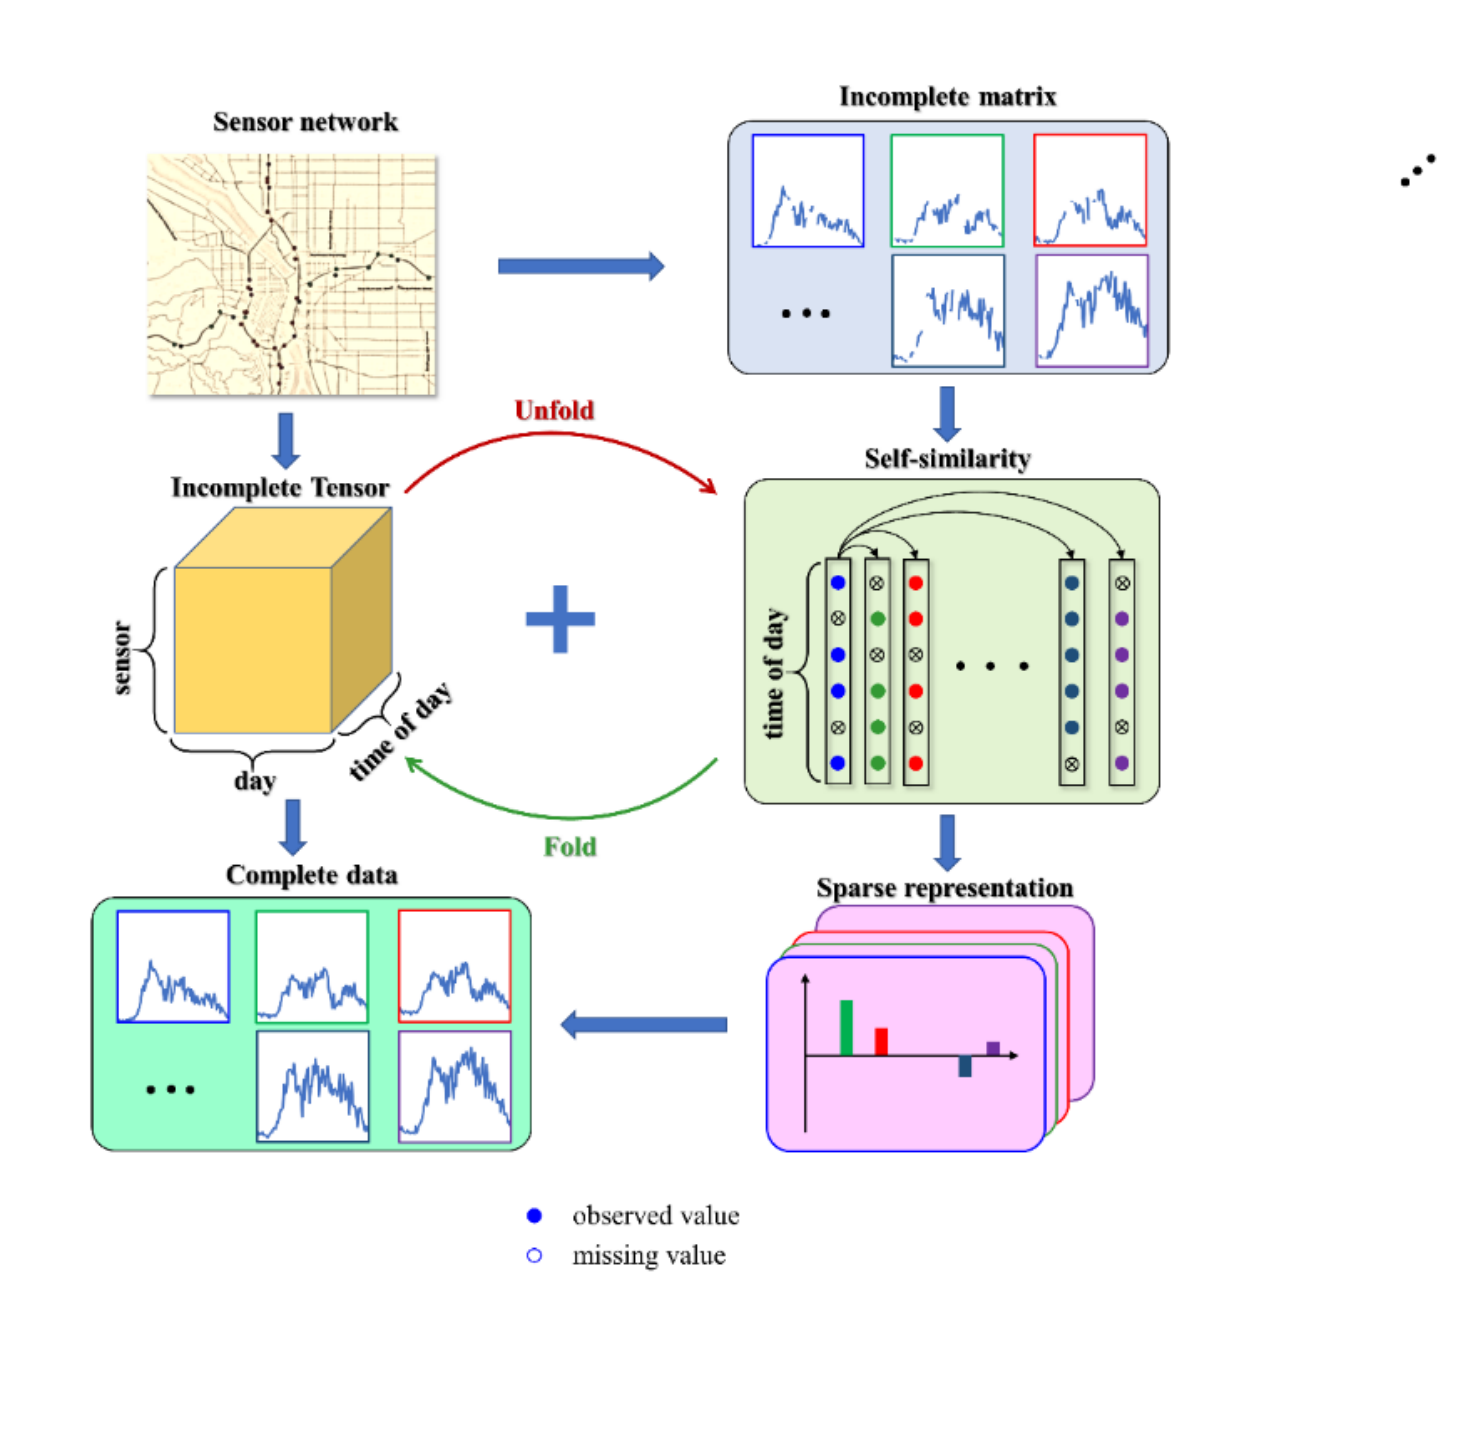 Incomplete matrix
Sensor network
Unfold
Self-similarity
Incomplete Tensor
sensor
time of day
day
time of day
Fold
Complete data
Sparse representation
observed value
missing value